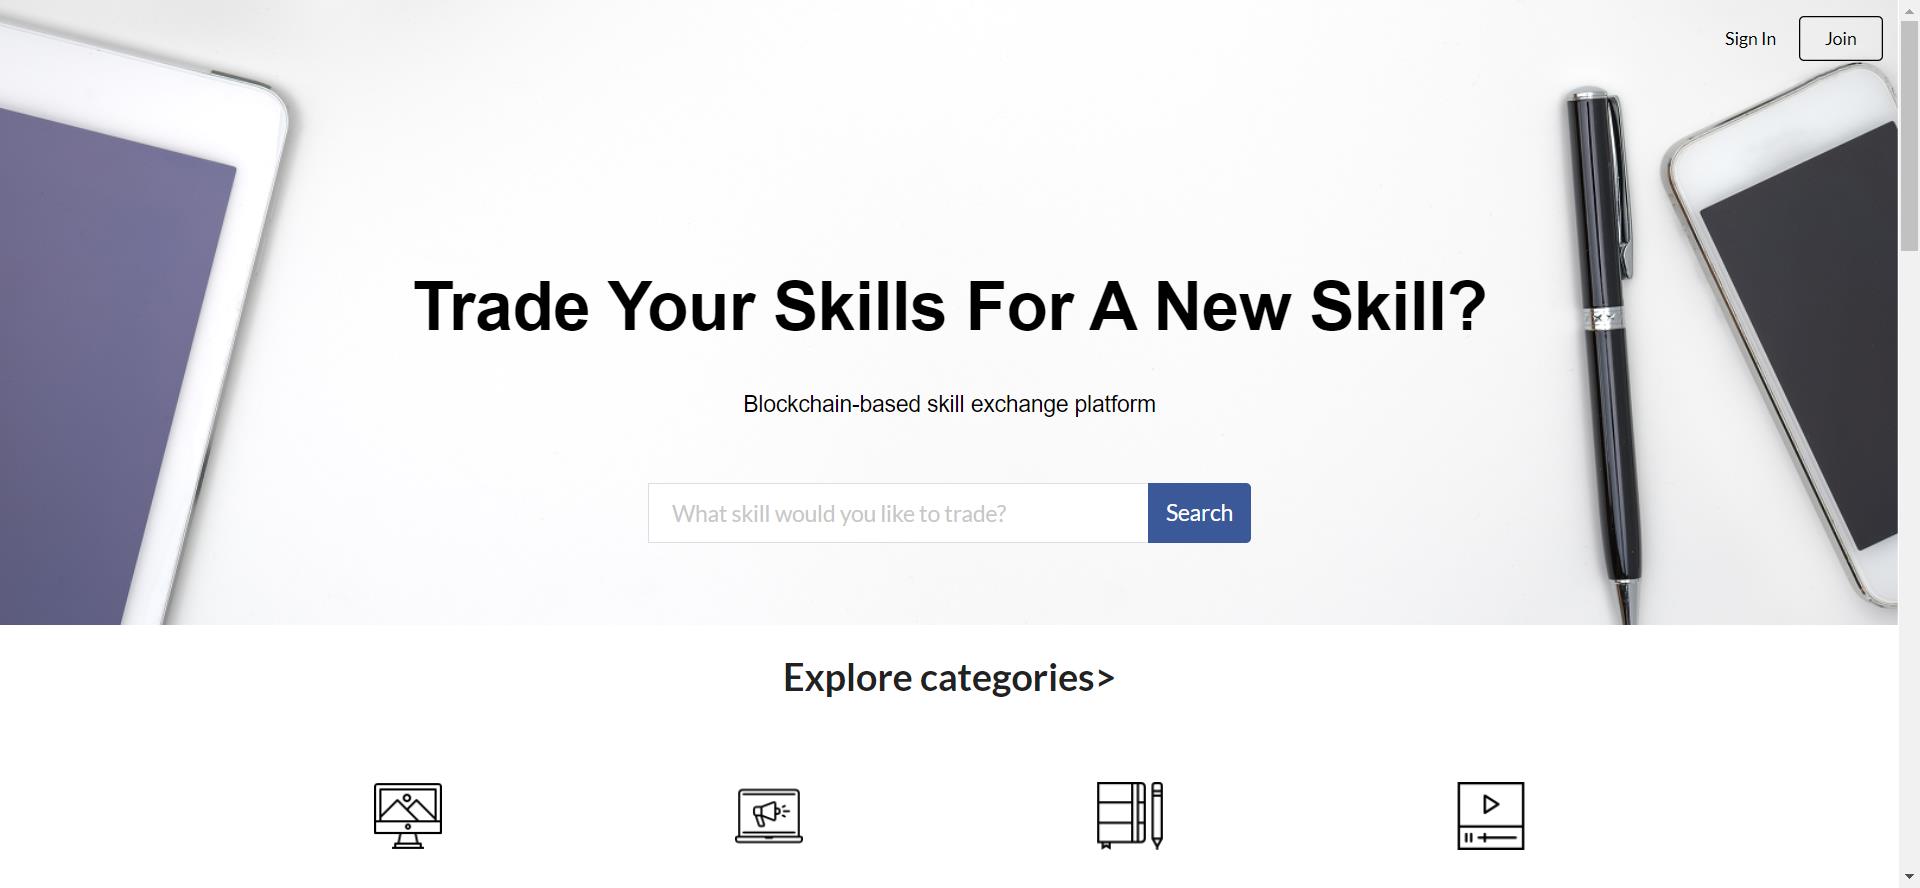 Sign In
Join
Trade Your Skills For A New Skill?
Blockchain-based skill exchange platform
What skill would you like to trade?
Search
Explore categories>